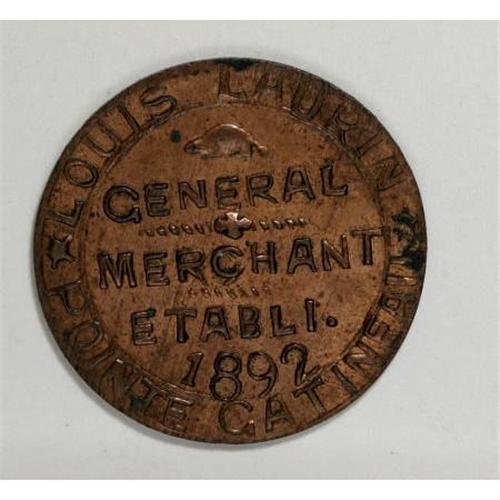 LOUIS LAURIN
GENERAL
MERCHANT
ETABLI.
1892
POINTE GATINEAU